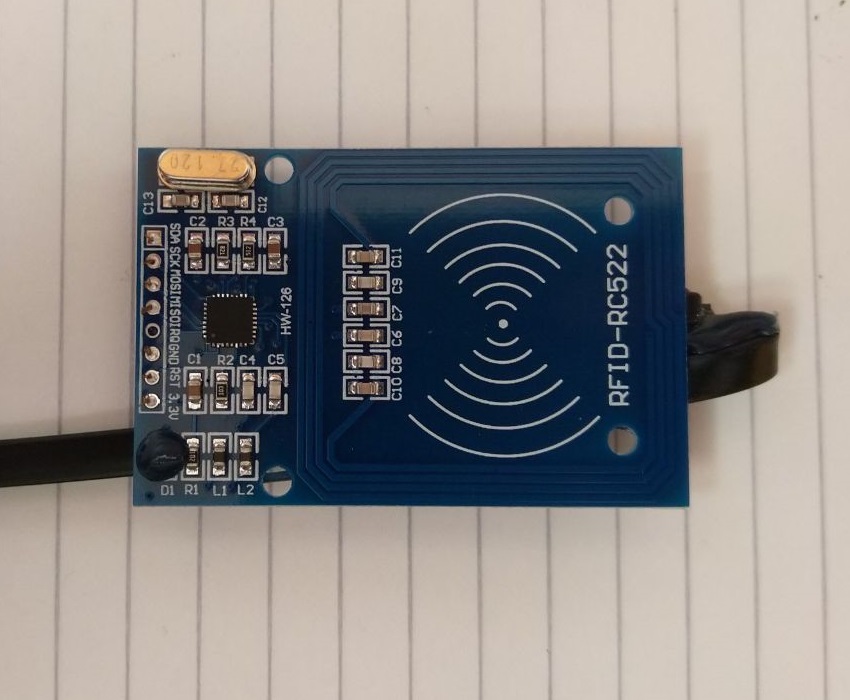 27.120
C13
C12
C2
R3
R4
C3
SDA SCK MOSI MISO IRQ GND RST 3.3V
HW-126
C1
R2
C4
C5
D1
R1
L1
L2
C11
C9
C7
C6
C8
C10
RFID-RC522